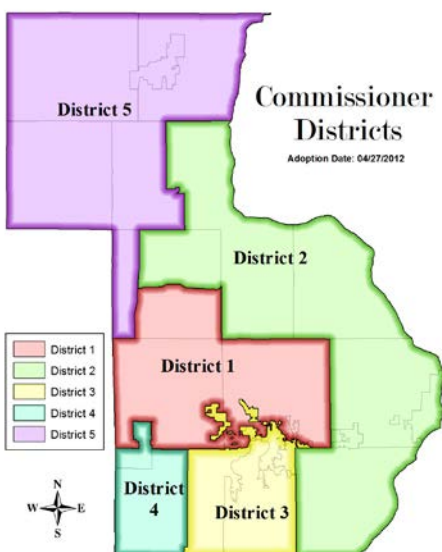 Commissioner
Districts
Adoption Date: 04/27/2012
District 5
District 2
District 1
District 1
District 2
District 3
District 4
District 5
District
4
District 3
N
W E
S